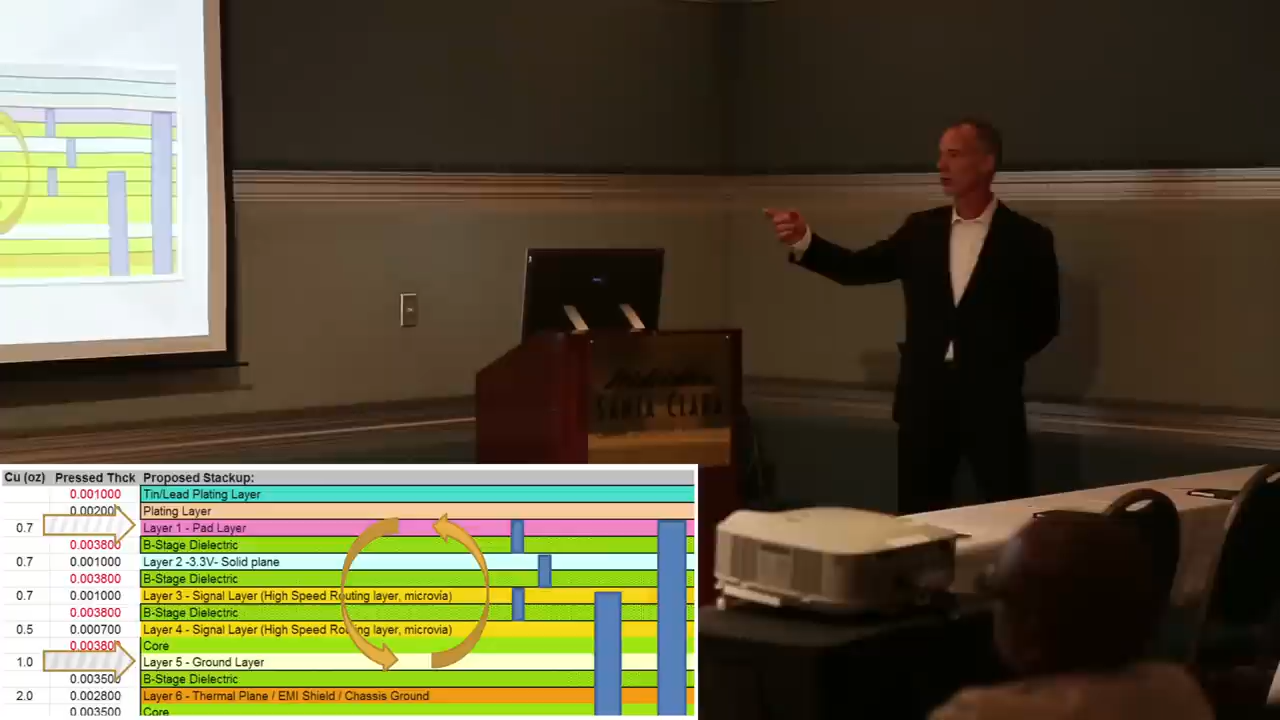 SANTA CLARA
Cu (oz) Pressed Thck Proposed Stackup:
0.001000 Tin/Lead Plating Layer
0.002000 Plating Layer
0.7 Layer 1 - Pad Layer
0.003800 B-Stage Dielectric
0.7 0.001000 Layer 2 -3.3V- Solid plane
0.003800 B-Stage Dielectric
0.7 0.001000 Layer 3 - Signal Layer (High Speed Routing layer, microvia)
0.003800 B-Stage Dielectric
0.5 0.000700 Layer 4 - Signal Layer (High Speed Routing layer, microvia)
0.003800 Core
1.0 Layer 5 - Ground Layer
0.003500 B-Stage Dielectric
2.0 0.002800 Layer 6 - Thermal Plane / EMI Shield / Chassis Ground
0.003500 Core